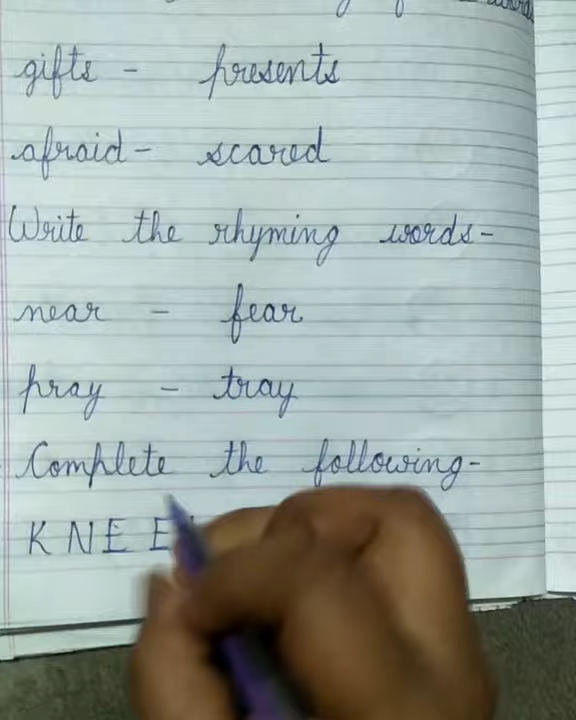 gifts - presents
afraid - scared
Write the rhyming words-
near - fear
pray - tray
Complete the following-
K N E E